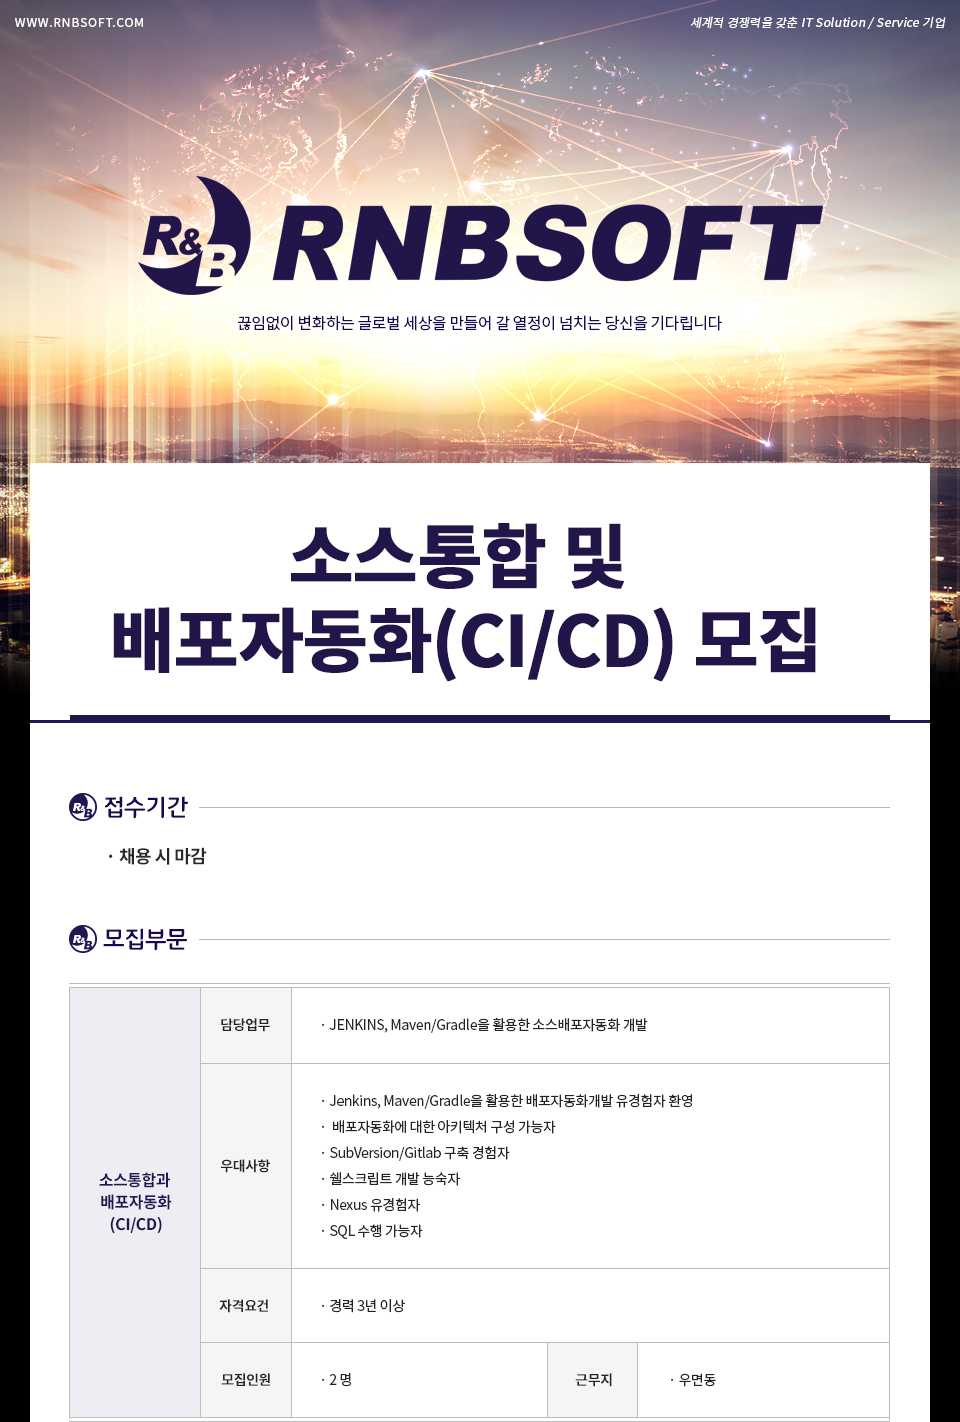 WWW.RNBSOFT.COM
세계적 경쟁력을 갖춘 IT Solution / Service 기업
R&B RNBSOFT
끊임없이 변화하는 글로벌 세상을 만들어 갈 열정이 넘치는 당신을 기다립니다
소스통합 및
배포자동화(CI/CD) 모집
R&B 접수기간
· 채용 시 마감
R&B 모집부문
소스통합과
배포자동화
(CI/CD)
담당업무
· JENKINS, Maven/Gradle을 활용한 소스배포자동화 개발
우대사항
· Jenkins, Maven/Gradle을 활용한 배포자동화개발 유경험자 환영
· 배포자동화에 대한 아키텍처 구성 가능자
· SubVersion/Gitlab 구축 경험자
· 쉘스크립트 개발 능숙자
· Nexus 유경험자
· SQL 수행 가능자
자격요건
· 경력 3년 이상
모집인원
· 2 명
근무지
· 우면동